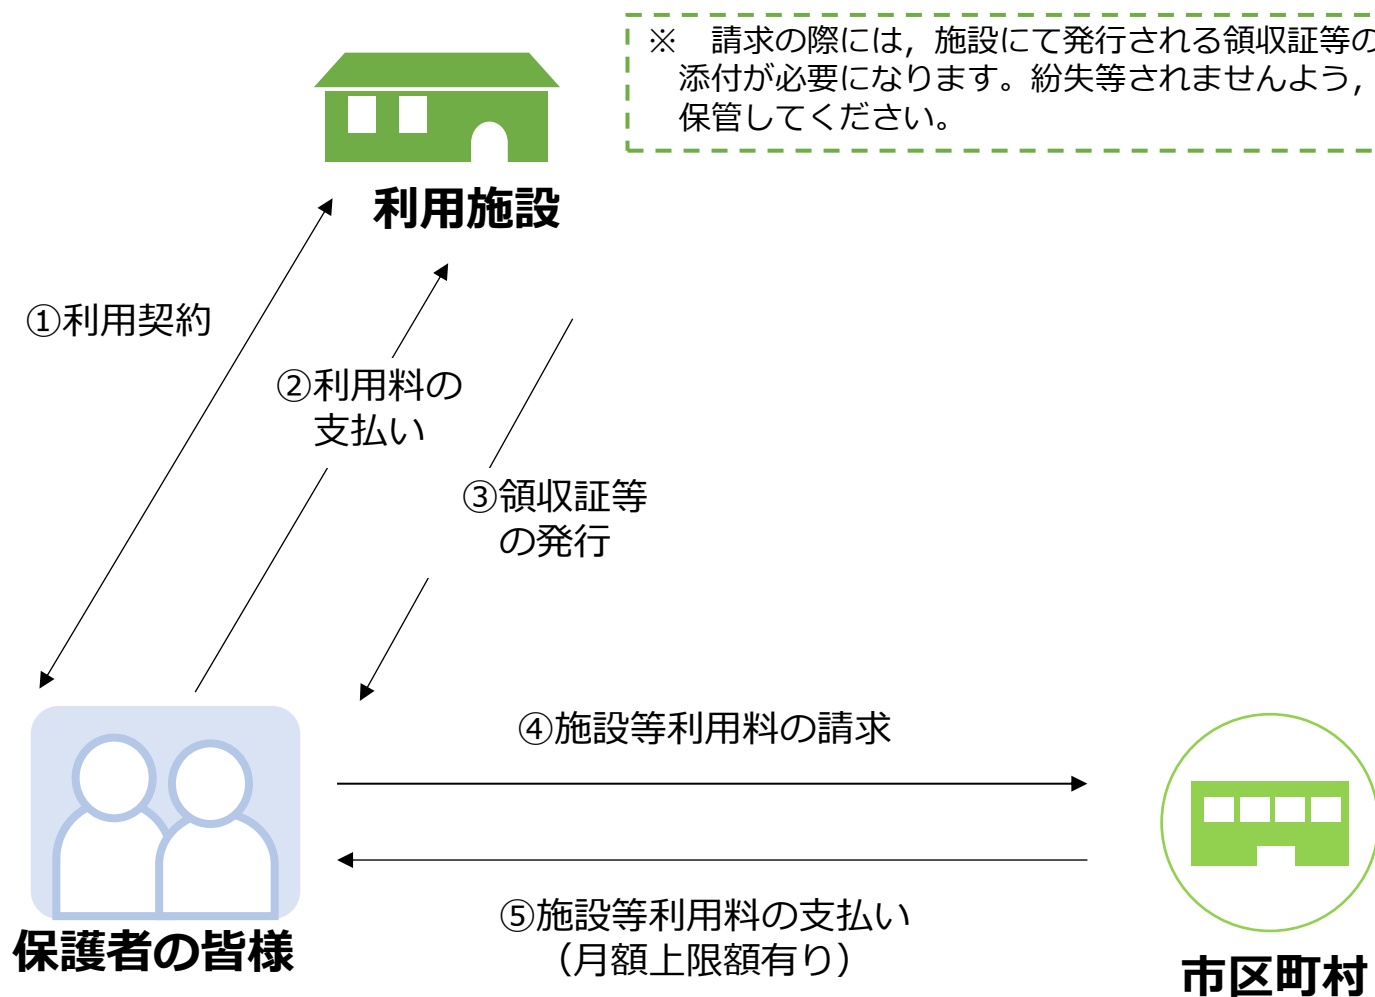 ※　請求の際には，施設にて発行される領収証等の
添付が必要になります。紛失等されませんよう，
保管してください。
利用施設
①利用契約
②利用料の
支払い
③領収証等
の発行
④施設等利用料の請求
⑤施設等利用料の支払い
（月額上限額有り）
保護者の皆様
市区町村